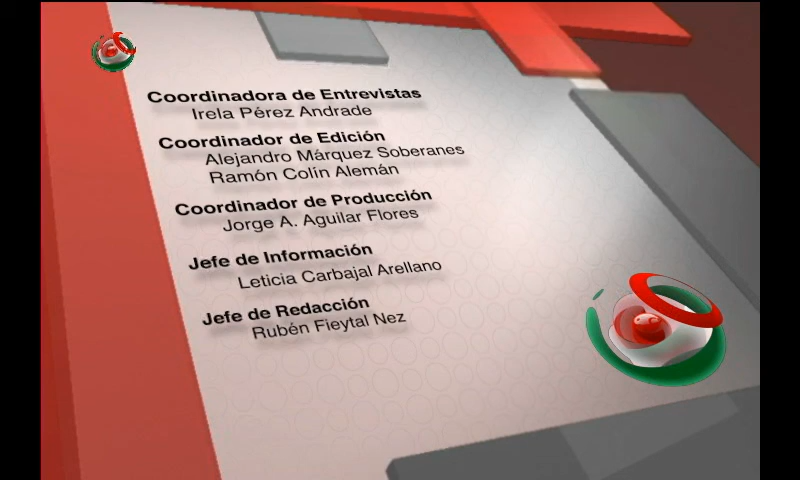 Coordinadora de Entrevistas
Irela Pérez Andrade
Coordinador de Edición
Alejandro Márquez Soberanes
Ramón Colín Alemán
Coordinador de Producción
Jorge A. Aguilar Flores
Jefe de Información
Leticia Carbajal Arellano
Jefe de Redacción
Rubén Fieytal Nez